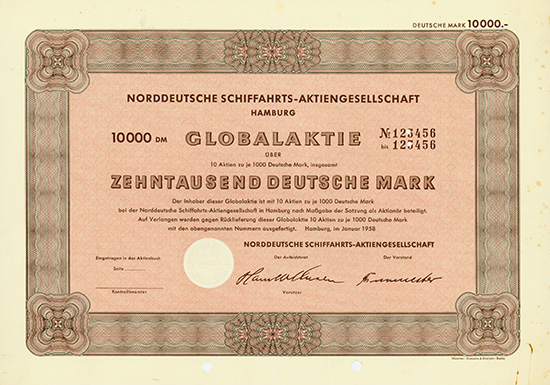 DEUTSCHE MARK 10000.-
NORDDEUTSCHE SCHIFFAHRTS-AKTIENGESELLSCHAFT
HAMBURG
10000 DM GLOBALAKTIE № 123456
bis 123456
ÜBER
10 Aktien zu je 1000 Deutsche Mark, insgesamt
ZEHNTAUSEND DEUTSCHE MARK
Der Inhaber dieser Globalaktie ist mit 10 Aktien zu je 1000 Deutsche Mark
bei der Norddeutsche Schiffahrts-Aktiengesellschaft in Hamburg nach Maßgabe der Satzung als Aktionär beteiligt.
Auf Verlangen werden gegen Rücklieferung dieser Globalaktie 10 Aktien zu je 1000 Deutsche Mark
mit den obengenannten Nummern ausgefertigt. Hamburg, im Januar 1958
NORDDEUTSCHE SCHIFFAHRTS-AKTIENGESELLSCHAFT
Eingetragen in das Aktienbuch
Der Aufsichtsrat
Der Vorstand
Seite
Kontrollbeamter
Vorsitzer